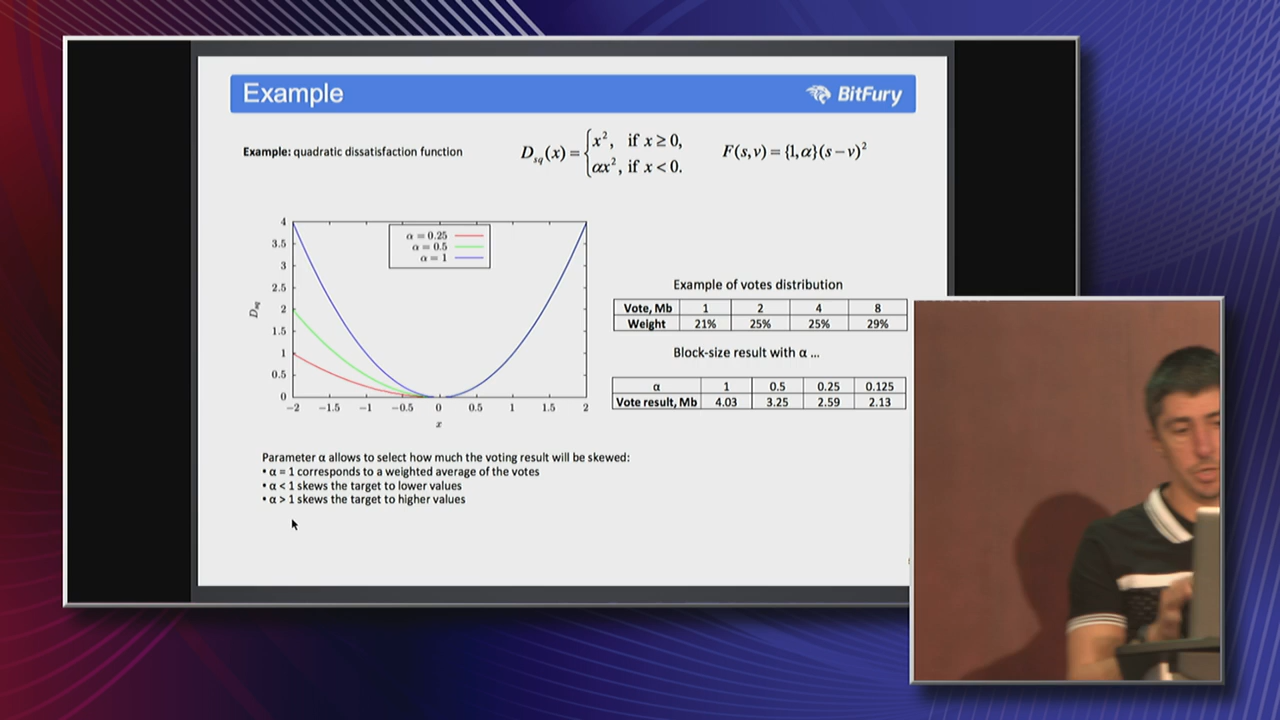 Example
BitFury
Example: quadratic dissatisfaction function
D_sq(x) = { x², if x ≥ 0,
αx², if x < 0.
F(s,v) = {1,α}(s − v)²
4
3.5
3
2.5
2
1.5
1
0.5
0
D_sq
α = 0.25
α = 0.5
α = 1
−2 −1.5 −1 −0.5 0 0.5 1 1.5 2
x
Example of votes distribution
Vote, Mb 1 2 4 8
Weight 21% 25% 25% 29%
Block-size result with α ...
α 1 0.5 0.25 0.125
Vote result, Mb 4.03 3.25 2.59 2.13
Parameter α allows to select how much the voting result will be skewed:
• α = 1 corresponds to a weighted average of the votes
• α < 1 skews the target to lower values
• α > 1 skews the target to higher values